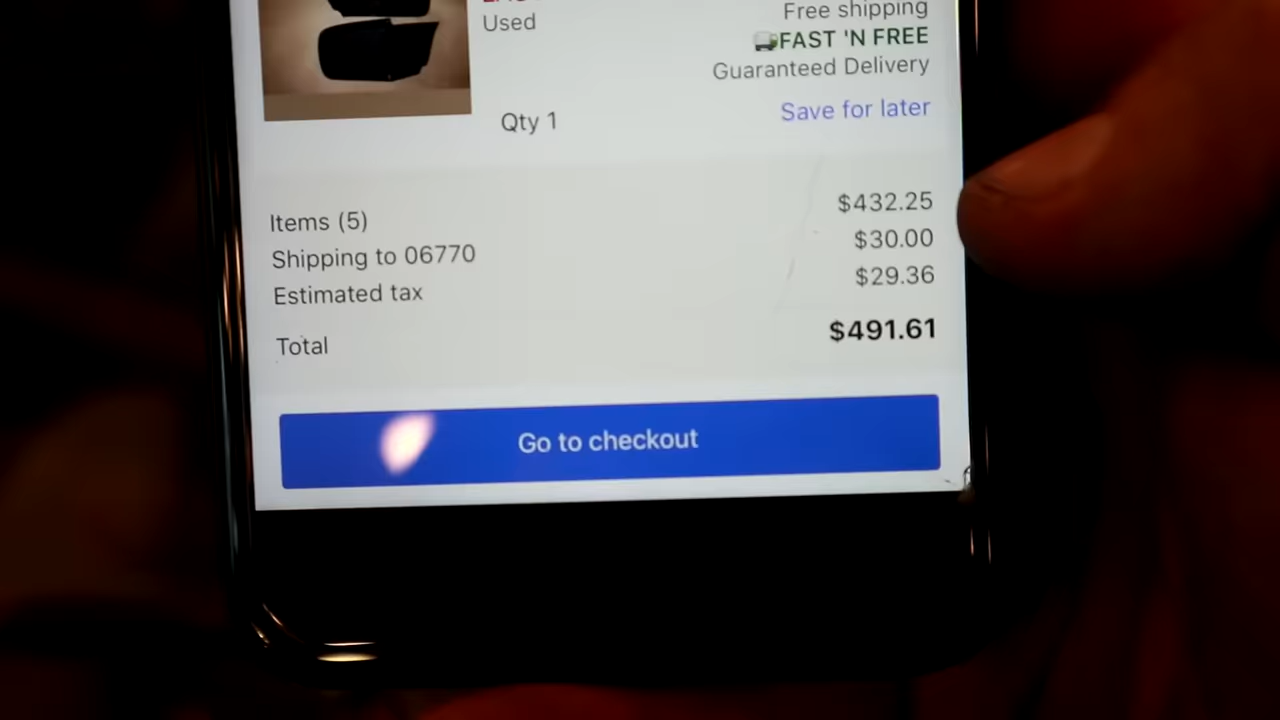 Used
Free shipping
FAST 'N FREE
Guaranteed Delivery
Qty 1
Save for later
Items (5) $432.25
Shipping to 06770 $30.00
Estimated tax $29.36
Total $491.61
Go to checkout